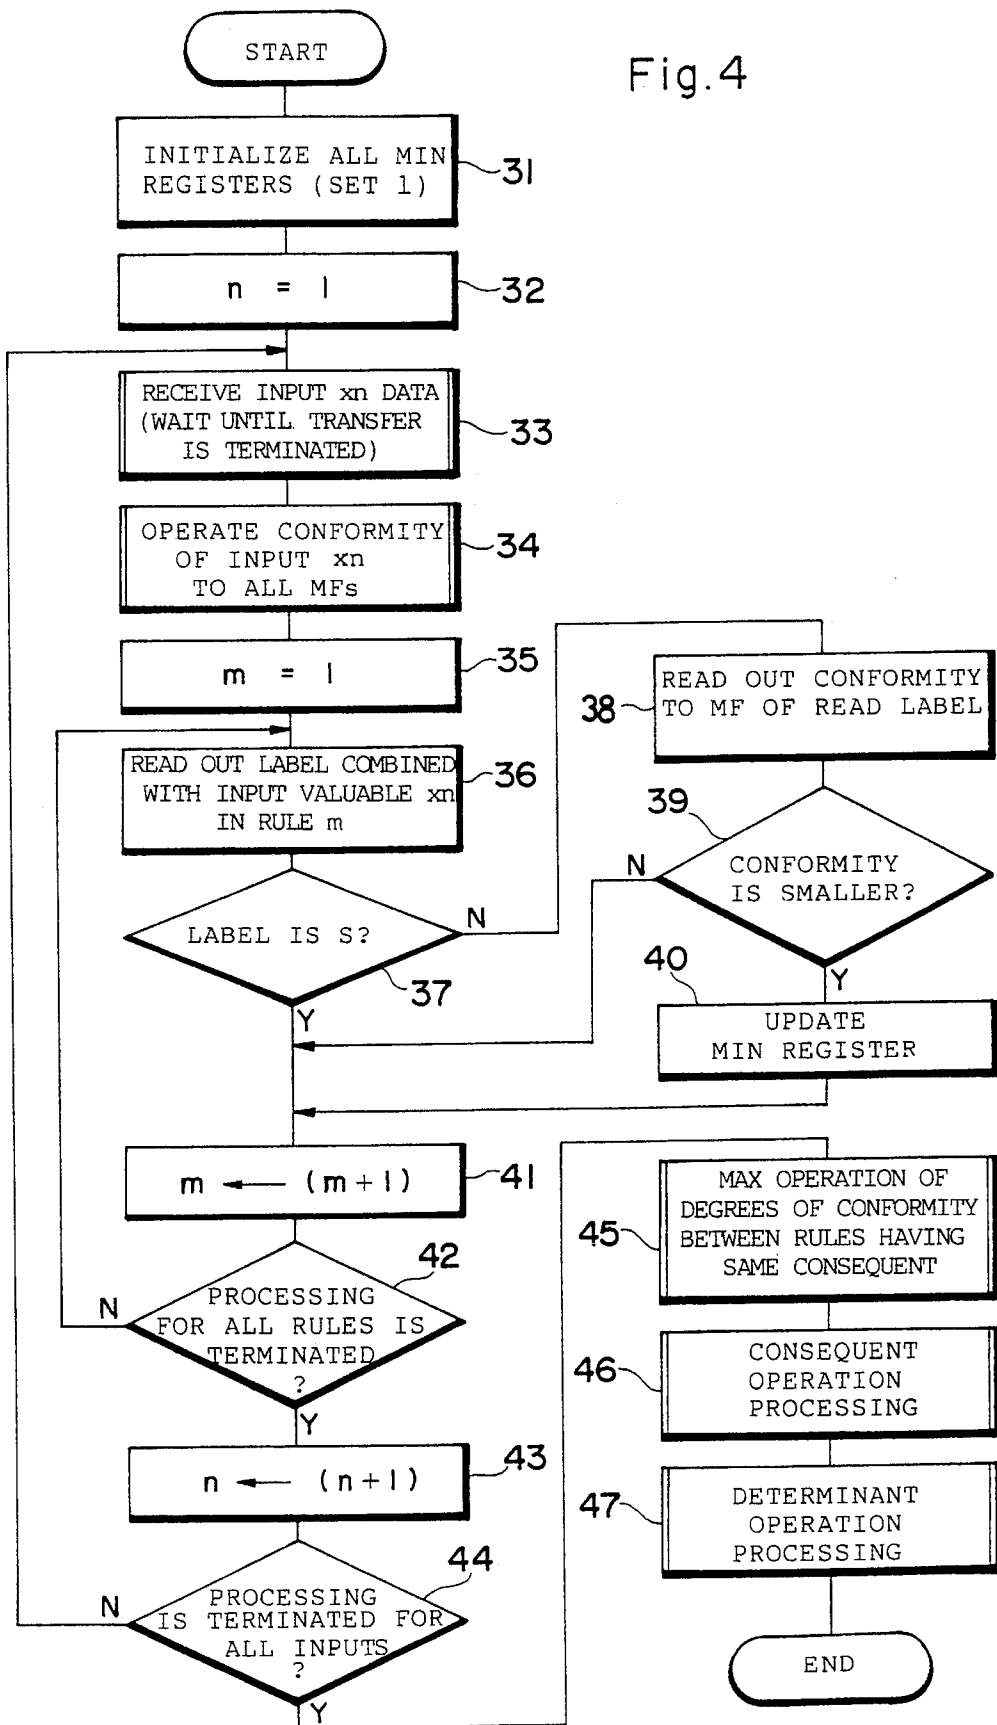 START
Fig.4
INITIALIZE ALL MIN
REGISTERS (SET 1)
31
n = 1
32
RECEIVE INPUT xn DATA
(WAIT UNTIL TRANSFER
IS TERMINATED)
33
OPERATE CONFORMITY
OF INPUT xn
TO ALL MFs
34
m = 1
35
READ OUT LABEL COMBINED
WITH INPUT VALUABLE xn
IN RULE m
36
LABEL IS S?
37
N
Y
READ OUT CONFORMITY
TO MF OF READ LABEL
38
39
CONFORMITY
IS SMALLER?
N
Y
40
UPDATE
MIN REGISTER
m ← (m+1)
41
42
PROCESSING
FOR ALL RULES IS
TERMINATED
?
N
Y
n ← (n+1)
43
44
PROCESSING
IS TERMINATED FOR
ALL INPUTS
?
N
Y
MAX OPERATION OF
DEGREES OF CONFORMITY
BETWEEN RULES HAVING
SAME CONSEQUENT
45
CONSEQUENT
OPERATION
PROCESSING
46
DETERMINANT
OPERATION
PROCESSING
47
END